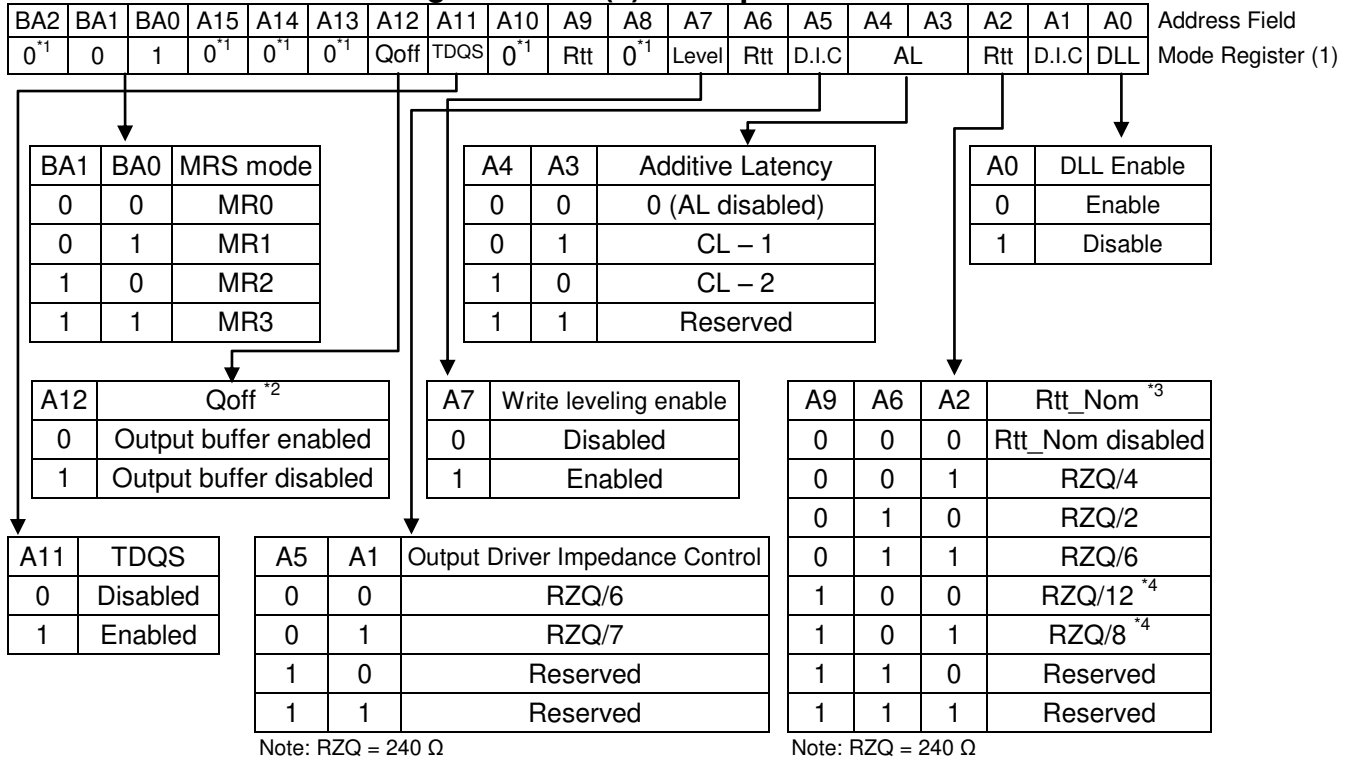 BA2 BA1 BA0 A15 A14 A13 A12 A11 A10 A9 A8 A7 A6 A5 A4 A3 A2 A1 A0 Address Field
0*1 0 1 0*1 0*1 0*1 Qoff TDQS 0*1 Rtt 0*1 Level Rtt D.I.C AL Rtt D.I.C DLL Mode Register (1)
BA1 BA0 MRS mode
0 0 MR0
0 1 MR1
1 0 MR2
1 1 MR3
A4 A3 Additive Latency
0 0 0 (AL disabled)
0 1 CL – 1
1 0 CL – 2
1 1 Reserved
A0 DLL Enable
0 Enable
1 Disable
A12 Qoff *2
0 Output buffer enabled
1 Output buffer disabled
A7 Write leveling enable
0 Disabled
1 Enabled
A9 A6 A2 Rtt_Nom *3
0 0 0 Rtt_Nom disabled
0 0 1 RZQ/4
0 1 0 RZQ/2
0 1 1 RZQ/6
1 0 0 RZQ/12 *4
1 0 1 RZQ/8 *4
1 1 0 Reserved
1 1 1 Reserved
Note: RZQ = 240 Ω
A11 TDQS
0 Disabled
1 Enabled
A5 A1 Output Driver Impedance Control
0 0 RZQ/6
0 1 RZQ/7
1 0 Reserved
1 1 Reserved
Note: RZQ = 240 Ω